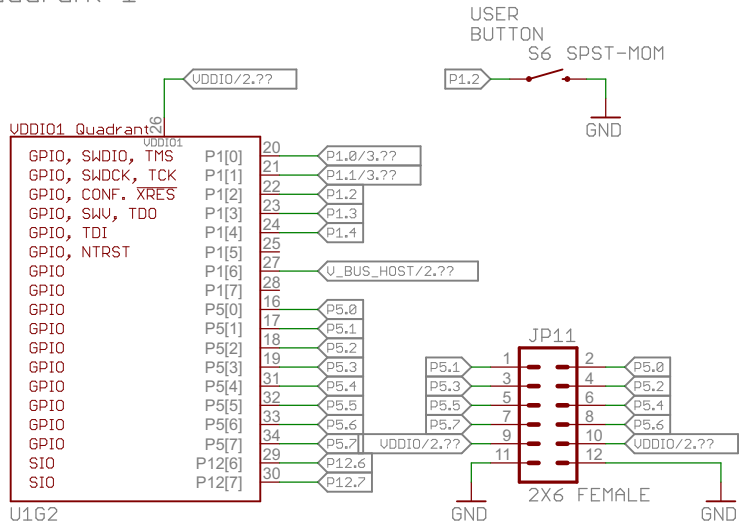 USER
BUTTON
S6 SPST-MOM
P1.2
GND
VDDIO/2.??
VDDIO1 Quadrant
26
VDDIO1
GPIO, SWDIO, TMS P1[0] 20 P1.0/3.??
GPIO, SWDCK, TCK P1[1] 21 P1.1/3.??
GPIO, CONF. XRES P1[2] 22 P1.2
GPIO, SWV, TDO P1[3] 23 P1.3
GPIO, TDI P1[4] 24 P1.4
GPIO, NTRST P1[5] 25
GPIO P1[6] 27 V_BUS_HOST/2.??
GPIO P1[7] 28
GPIO P5[0] 16 P5.0
GPIO P5[1] 17 P5.1
GPIO P5[2] 18 P5.2
GPIO P5[3] 19 P5.3
GPIO P5[4] 31 P5.4
GPIO P5[5] 32 P5.5
GPIO P5[6] 33 P5.6
GPIO P5[7] 34 P5.7
SIO P12[6] 29 P12.6
SIO P12[7] 30 P12.7
U1G2
JP11
P5.1 1 2 P5.0
P5.3 3 4 P5.2
P5.5 5 6 P5.4
P5.7 7 8 P5.6
VDDIO/2.?? 9 10 VDDIO/2.??
11 12
2X6 FEMALE
GND
GND